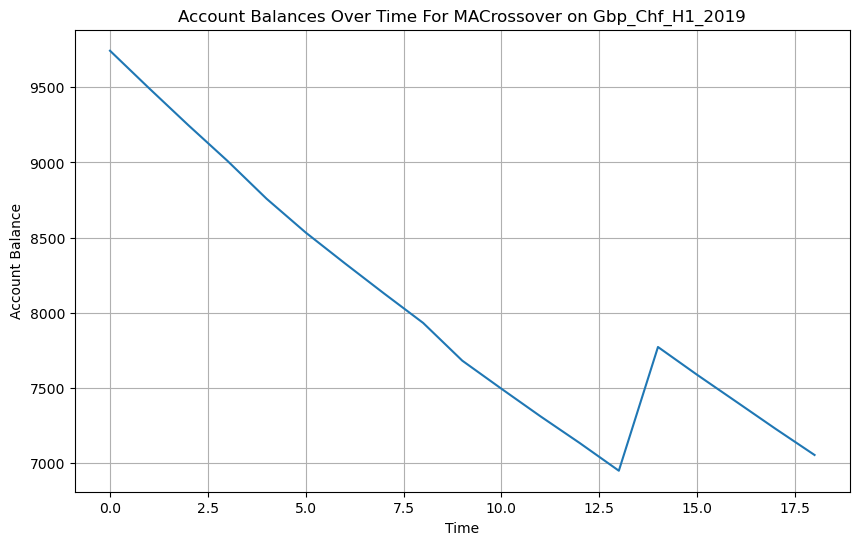 Account Balances Over Time For MACrossover on Gbp_Chf_H1_2019
Account Balance
9500
9000
8500
8000
7500
7000
0.0 2.5 5.0 7.5 10.0 12.5 15.0 17.5
Time